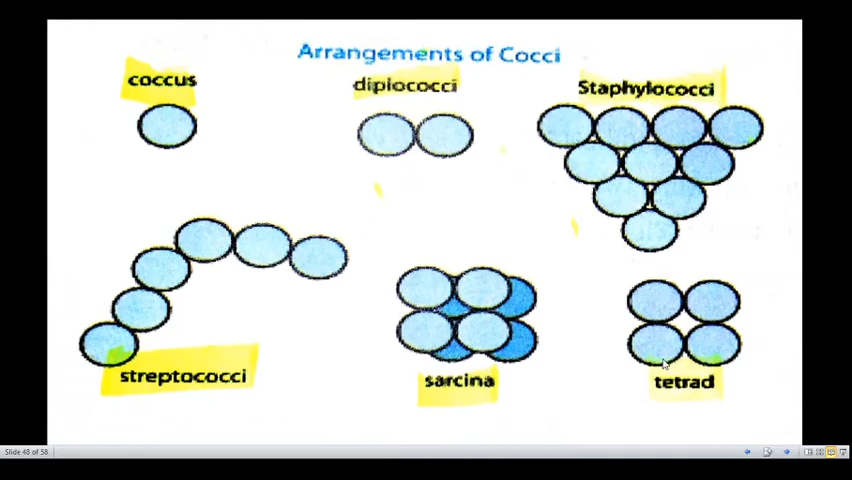 Arrangements of Cocci
coccus
diplococci
Staphylococci
streptococci
sarcina
tetrad
Slide 48 of 58